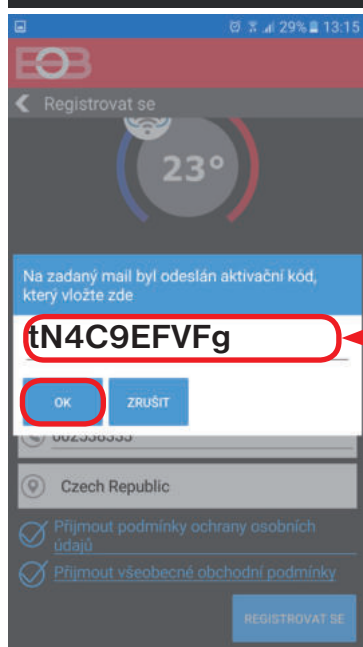 29% 13:15
EOB
Registrovat se
23°
Na zadaný mail byl odeslán aktivační kód,
který vložte zde
tN4C9EFVFg
OK ZRUŠIT
Czech Republic
Přijmout podmínky ochrany osobních
údajů
Přijmout všeobecné obchodní podmínky
REGISTROVAT SE